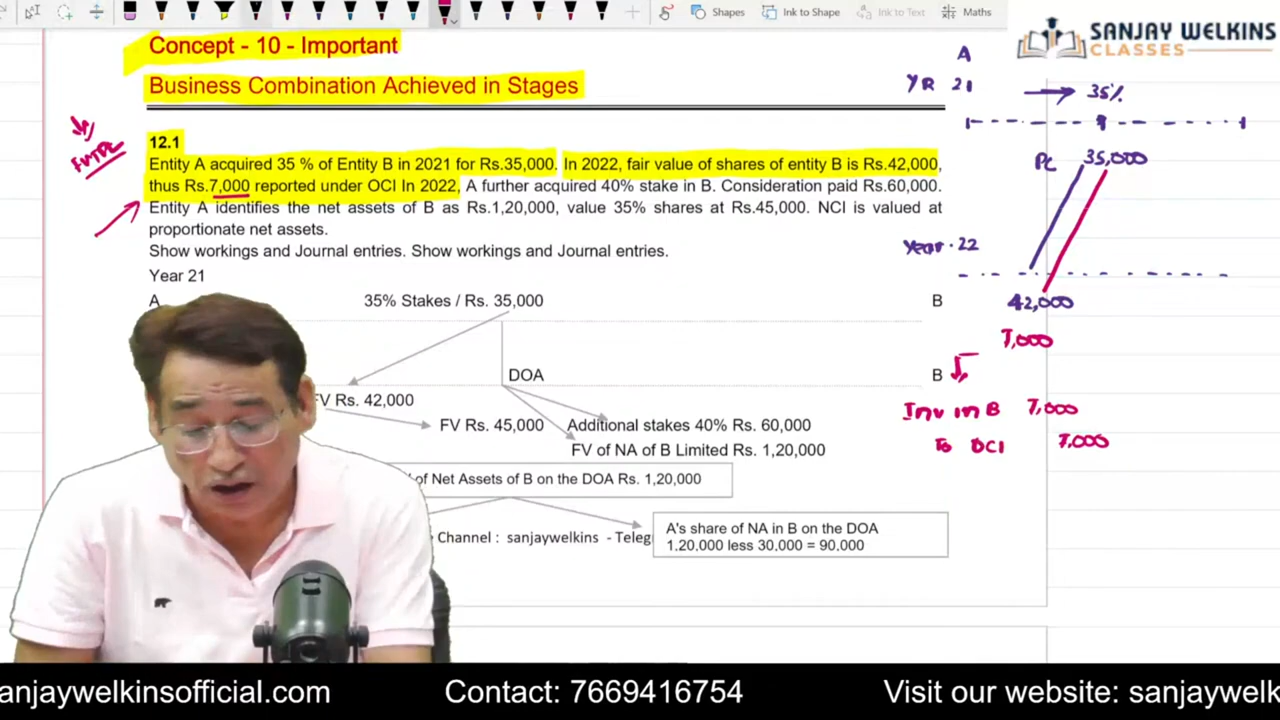 Shapes
Ink to Shape
Ink to Text
Maths
SANJAY WELKINS
CLASSES
Concept - 10 - Important
Business Combination Achieved in Stages
A
YR 21
35%
12.1
FVTOCI
Entity A acquired 35 % of Entity B in 2021 for Rs.35,000. In 2022, fair value of shares of entity B is Rs.42,000,
thus Rs.7,000 reported under OCI In 2022, A further acquired 40% stake in B. Consideration paid Rs.60,000.
Entity A identifies the net assets of B as Rs.1,20,000, value 35% shares at Rs.45,000. NCI is valued at
proportionate net assets.
Show workings and Journal entries. Show workings and Journal entries.
PC 35,000
Year 22
42,000
7,000
Inv in B 7,000
To OCI 7,000
Year 21
A 35% Stakes / Rs. 35,000 B
DOA B
FV Rs. 42,000
FV Rs. 45,000 Additional stakes 40% Rs. 60,000
FV of NA of B Limited Rs. 1,20,000
of Net Assets of B on the DOA Rs. 1,20,000
Channel : sanjaywelkins - Teleg
A's share of NA in B on the DOA
1,20,000 less 30,000 = 90,000
anjaywelkinsofficial.com Contact: 7669416754 Visit our website: sanjaywelk